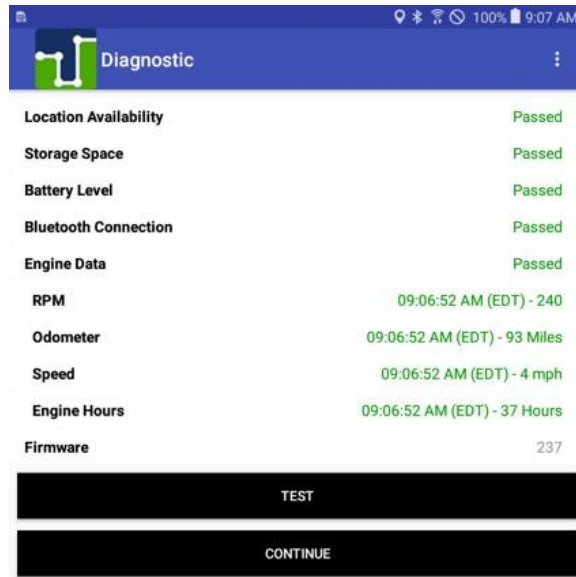 100% 9:07 AM
Diagnostic
Location Availability Passed
Storage Space Passed
Battery Level Passed
Bluetooth Connection Passed
Engine Data Passed
RPM 09:06:52 AM (EDT) - 240
Odometer 09:06:52 AM (EDT) - 93 Miles
Speed 09:06:52 AM (EDT) - 4 mph
Engine Hours 09:06:52 AM (EDT) - 37 Hours
Firmware 237
TEST
CONTINUE